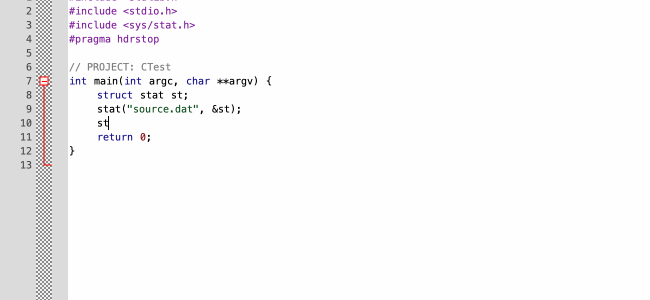 2 #include <stdio.h>
3 #include <sys/stat.h>
4 #pragma hdrstop
5
6 // PROJECT: CTest
7 int main(int argc, char **argv) {
8 struct stat st;
9 stat("source.dat", &st);
10 st
11 return 0;
12 }
13